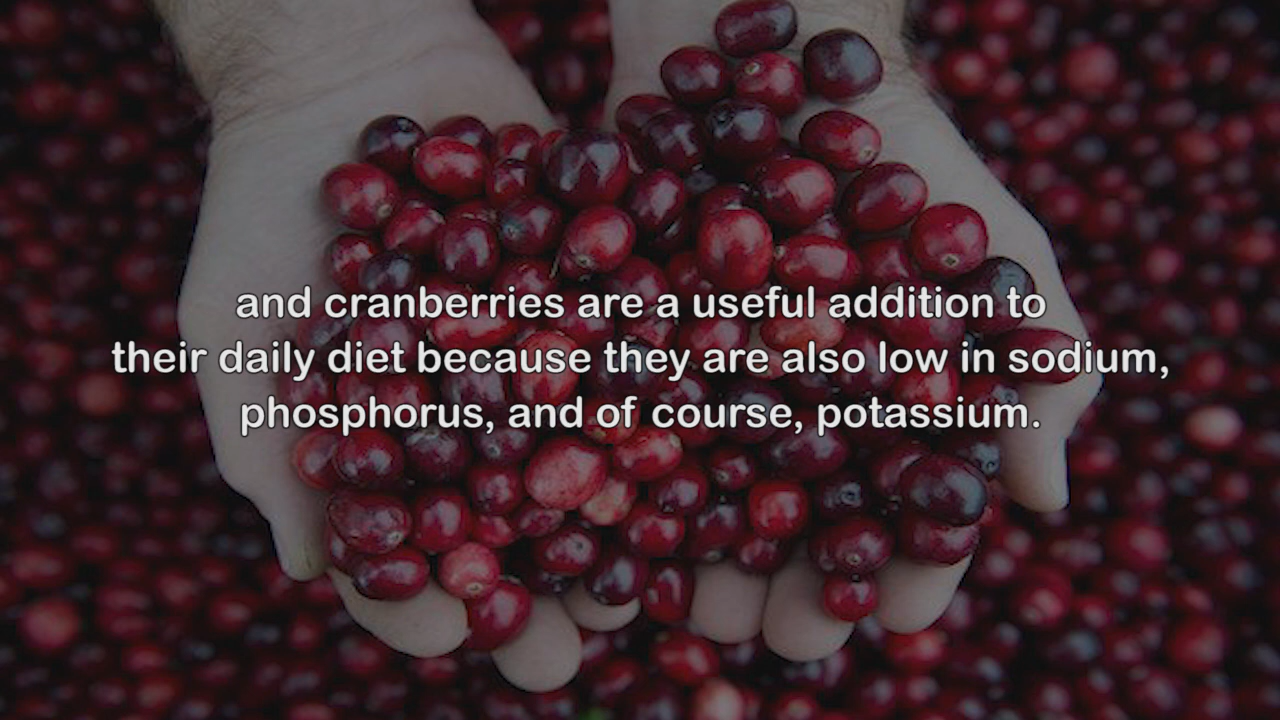 and cranberries are a useful addition to
their daily diet because they are also low in sodium,
phosphorus, and of course, potassium.